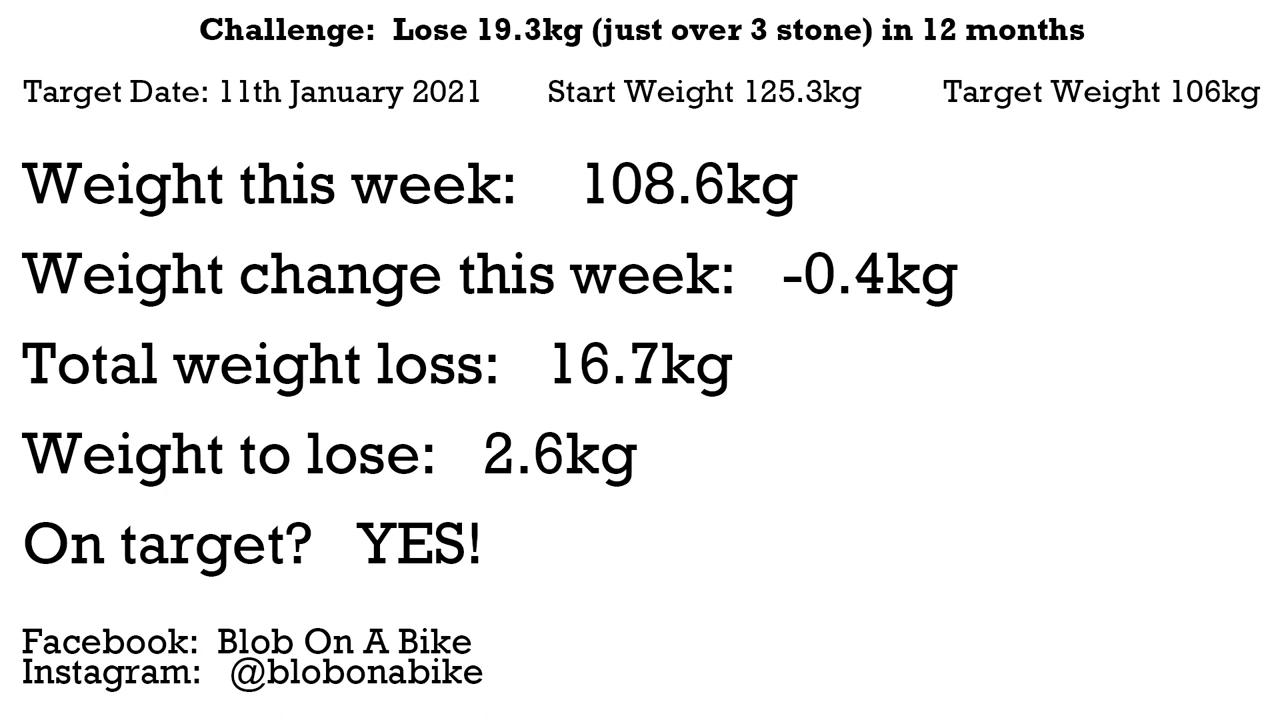 Challenge: Lose 19.3kg (just over 3 stone) in 12 months
Target Date: 11th January 2021 Start Weight 125.3kg Target Weight 106kg
Weight this week: 108.6kg
Weight change this week: -0.4kg
Total weight loss: 16.7kg
Weight to lose: 2.6kg
On target? YES!
Facebook: Blob On A Bike
Instagram: @blobonabike